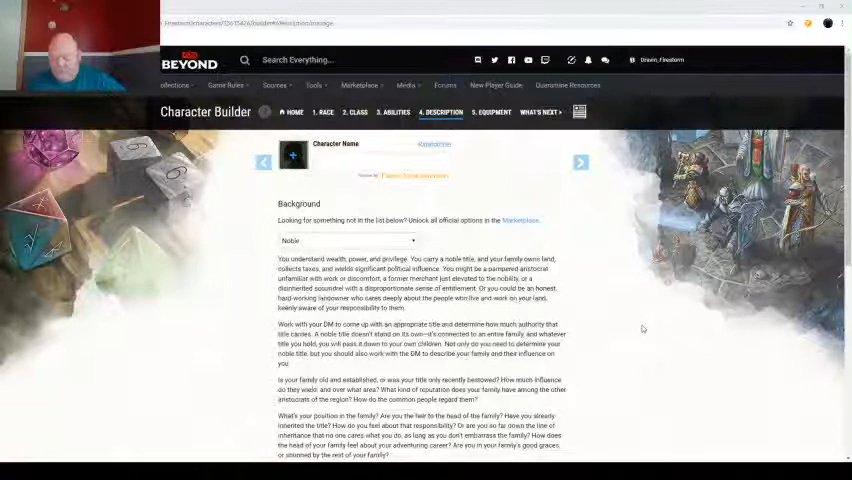 BEYOND
Search Everything...
Dravin_Firestorm
Game Rules
Sources
Tools
Marketplace
Media
Forums
New Player Guide
Quarantine Resources
Character Builder
HOME
1. RACE
2. CLASS
3. ABILITIES
4. DESCRIPTION
5. EQUIPMENT
WHAT'S NEXT
Character Name
Background
Looking for something not in the list below? Unlock all official options in the Marketplace.
Noble
You understand wealth, power, and privilege. You carry a noble title, and your family owns land,
collects taxes, and wields significant political influence. You might be a pampered aristocrat
unfamiliar with work or discomfort, a former merchant just elevated to the nobility, or a
disinherited scoundrel with a disproportionate sense of entitlement. Or you could be an honest,
hard-working landowner who cares deeply about the people who live and work on your land,
keenly aware of your responsibility to them.
Work with your DM to come up with an appropriate title and determine how much authority that
title carries. A noble title doesn't stand on its own—it's connected to an entire family, and whatever
title you hold, you will pass it down to your own children. Not only do you need to determine your
noble title, but you should also work with the DM to describe your family and their influence on
you.
Is your family old and established, or was your title only recently bestowed? How much influence
do they wield, and over what area? What kind of reputation does your family have among the other
aristocrats of the region? How do the common people regard them?
What's your position in the family? Are you the heir to the head of the family? Have you already
inherited the title? How do you feel about that responsibility? Or are you so far down the line of
inheritance that no one cares what you do, as long as you don't embarrass the family? How does
the head of your family feel about your adventuring career? Are you in your family's good graces,
or shunned by the rest of your family?